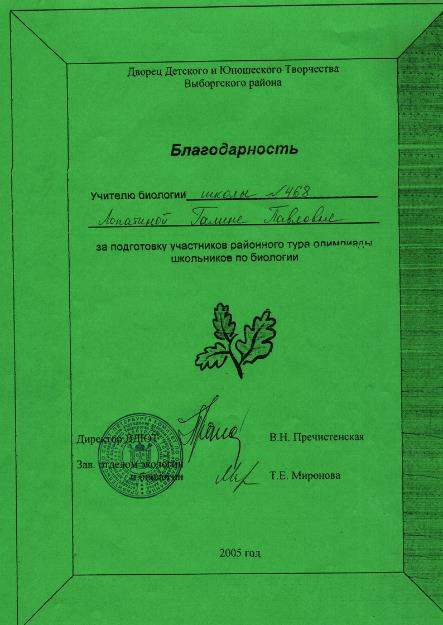 Дворец Детского и Юношеского Творчества
Выборгского района
Благодарность
Учителю биологии школы №468
Лопатиной Галине Павловне
за подготовку участников районного тура олимпиады
школьников по биологии
Директор ДДЮТ В.Н. Пречистенская
Зав. отделом экологии
и биологии Т.Е. Миронова
2005 год